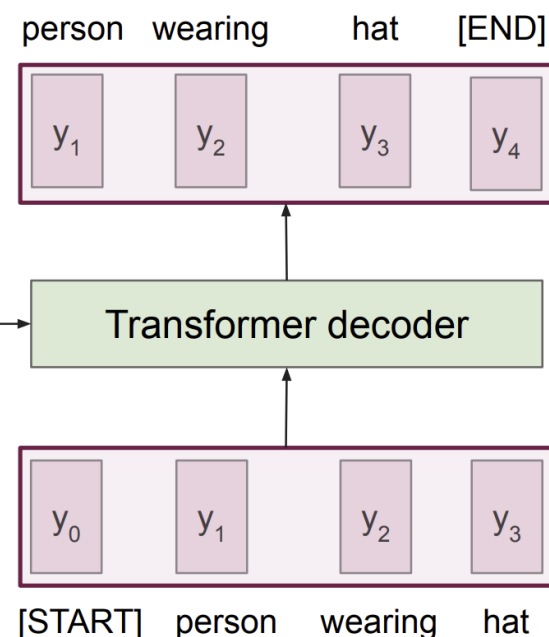 person wearing hat [END]
y1 y2 y3 y4
Transformer decoder
y0 y1 y2 y3
[START] person wearing hat